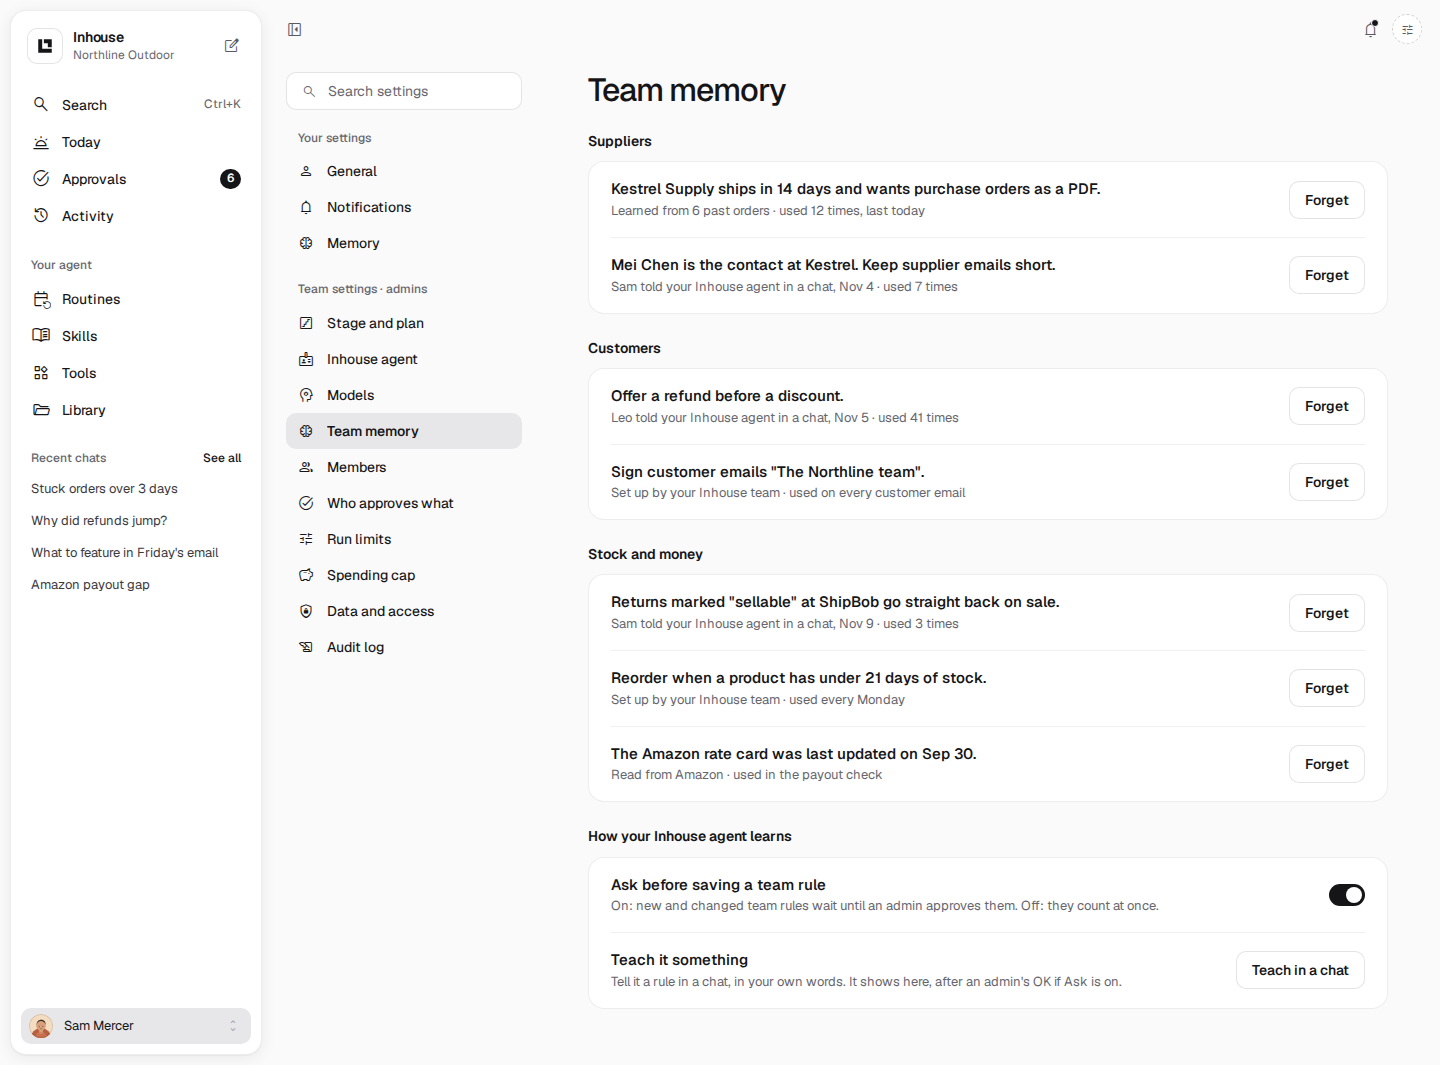 Inhouse
Northline Outdoor
Search
Ctrl+K
Today
Approvals
6
Activity
Your agent
Routines
Skills
Tools
Library
Recent chats
See all
Stuck orders over 3 days
Why did refunds jump?
What to feature in Friday's email
Amazon payout gap
Sam Mercer
Search settings
Your settings
General
Notifications
Memory
Team settings · admins
Stage and plan
Inhouse agent
Models
Team memory
Members
Who approves what
Run limits
Spending cap
Data and access
Audit log
Team memory
Suppliers
Kestrel Supply ships in 14 days and wants purchase orders as a PDF.
Learned from 6 past orders · used 12 times, last today
Forget
Mei Chen is the contact at Kestrel. Keep supplier emails short.
Sam told your Inhouse agent in a chat, Nov 4 · used 7 times
Forget
Customers
Offer a refund before a discount.
Leo told your Inhouse agent in a chat, Nov 5 · used 41 times
Forget
Sign customer emails "The Northline team".
Set up by your Inhouse team · used on every customer email
Forget
Stock and money
Returns marked "sellable" at ShipBob go straight back on sale.
Sam told your Inhouse agent in a chat, Nov 9 · used 3 times
Forget
Reorder when a product has under 21 days of stock.
Set up by your Inhouse team · used every Monday
Forget
The Amazon rate card was last updated on Sep 30.
Read from Amazon · used in the payout check
Forget
How your Inhouse agent learns
Ask before saving a team rule
On: new and changed team rules wait until an admin approves them. Off: they count at once.
Teach it something
Tell it a rule in a chat, in your own words. It shows here, after an admin's OK if Ask is on.
Teach in a chat